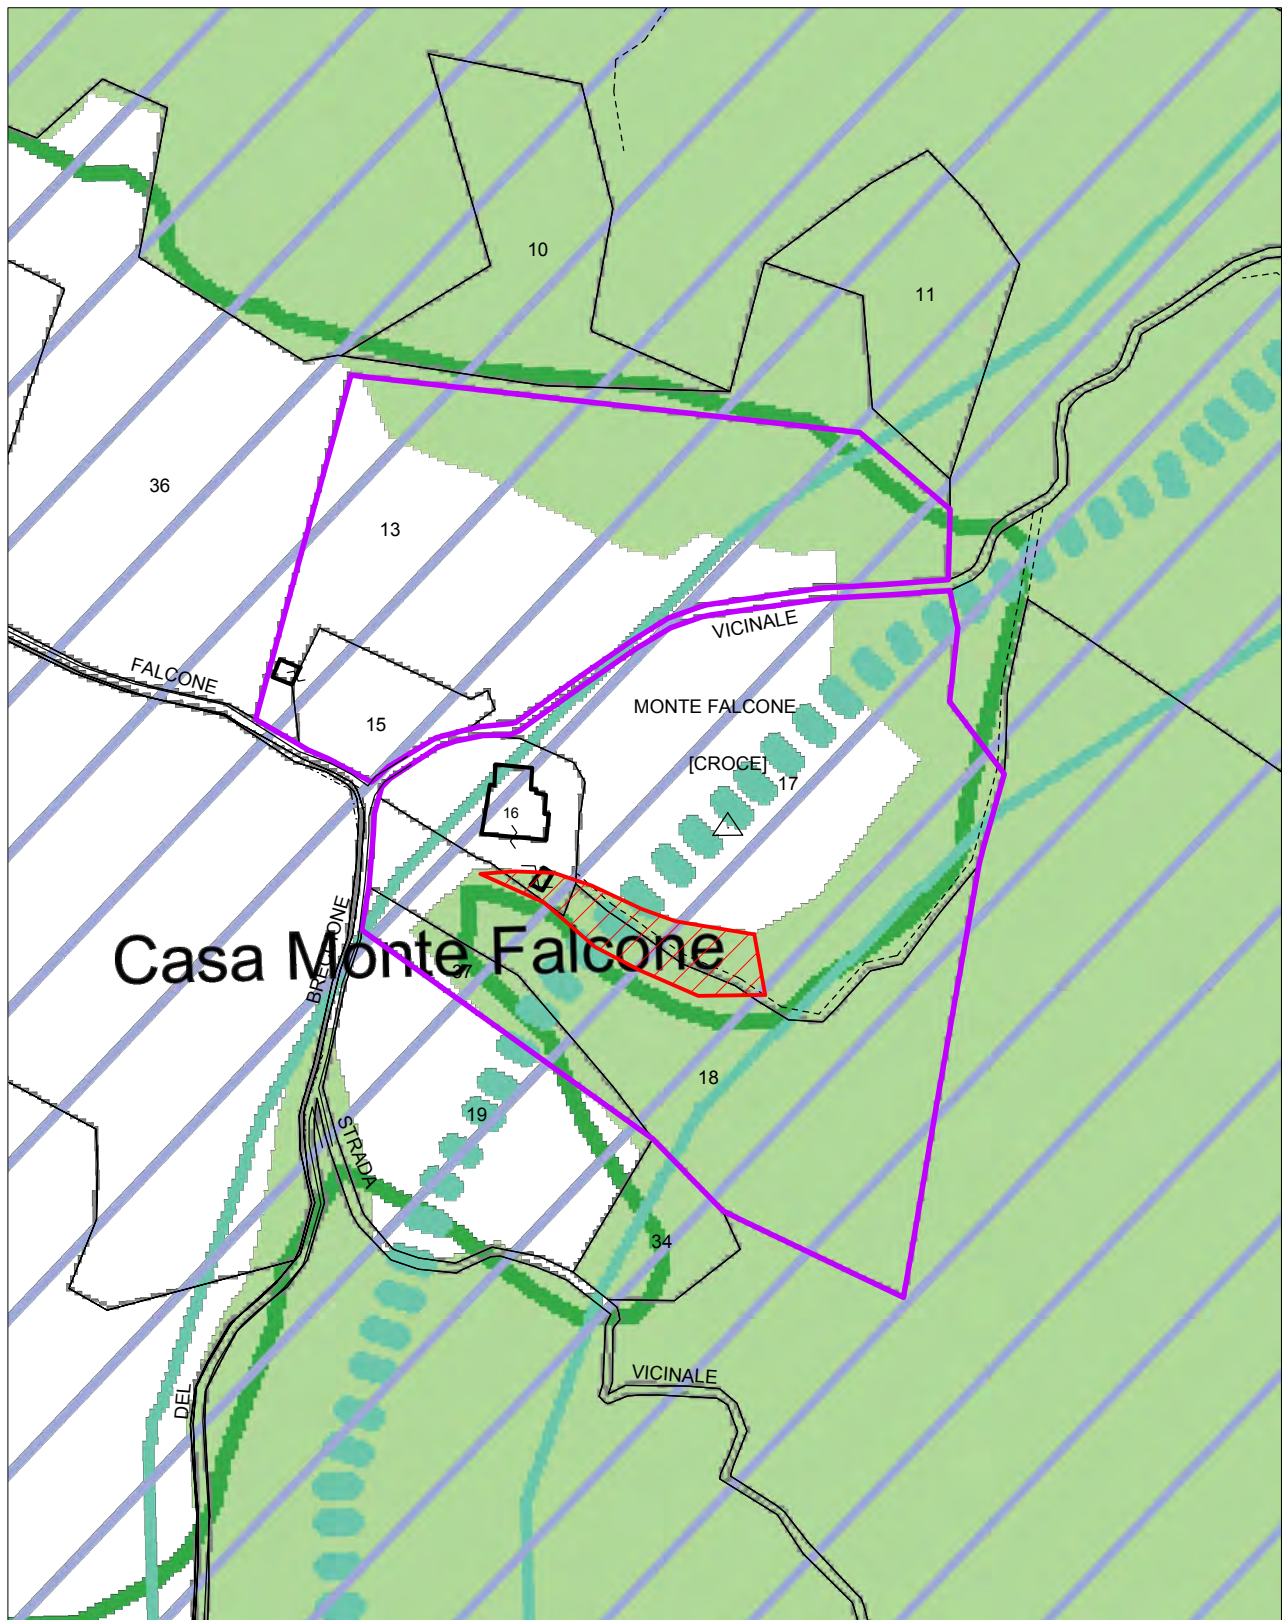 10
11
36
13
VICINALE
FALCONE
MONTE FALCONE
15
[CROCE]
17
16
BRECCIONE
Casa Monte Falcone
37
18
19
STRADA
34
VICINALE
DEL